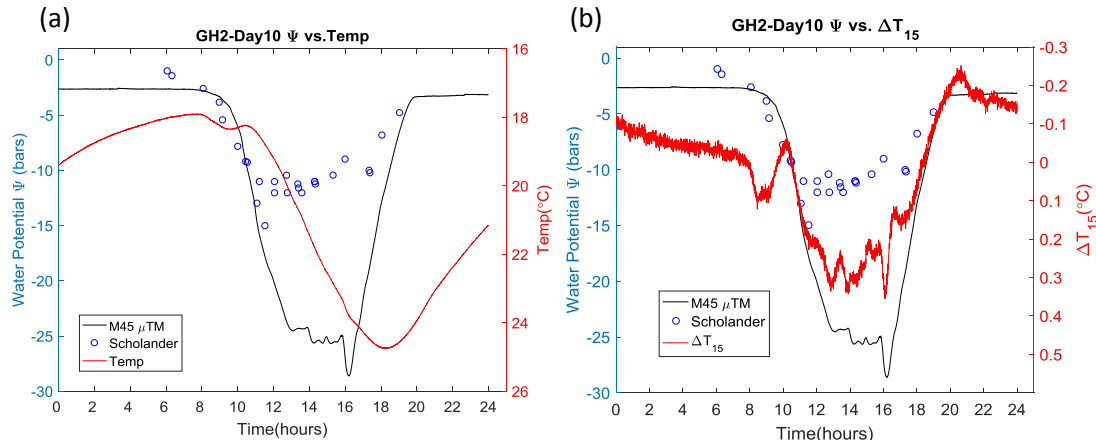 (a)
GH2-Day10 Ψ vs.Temp
0
-5
-10
-15
-20
-25
-30
Water Potential Ψ (bars)
16
18
20
22
24
26
Temp(°C)
M45 μTM
Scholander
Temp
0 2 4 6 8 10 12 14 16 18 20 22 24
Time(hours)
(b)
GH2-Day10 Ψ vs. ΔT15
0
-5
-10
-15
-20
-25
-30
Water Potential Ψ (bars)
-0.3
-0.2
-0.1
0
0.1
0.2
0.3
0.4
0.5
ΔT15(°C)
M45 μTM
Scholander
ΔT15
0 2 4 6 8 10 12 14 16 18 20 22 24
Time(hours)